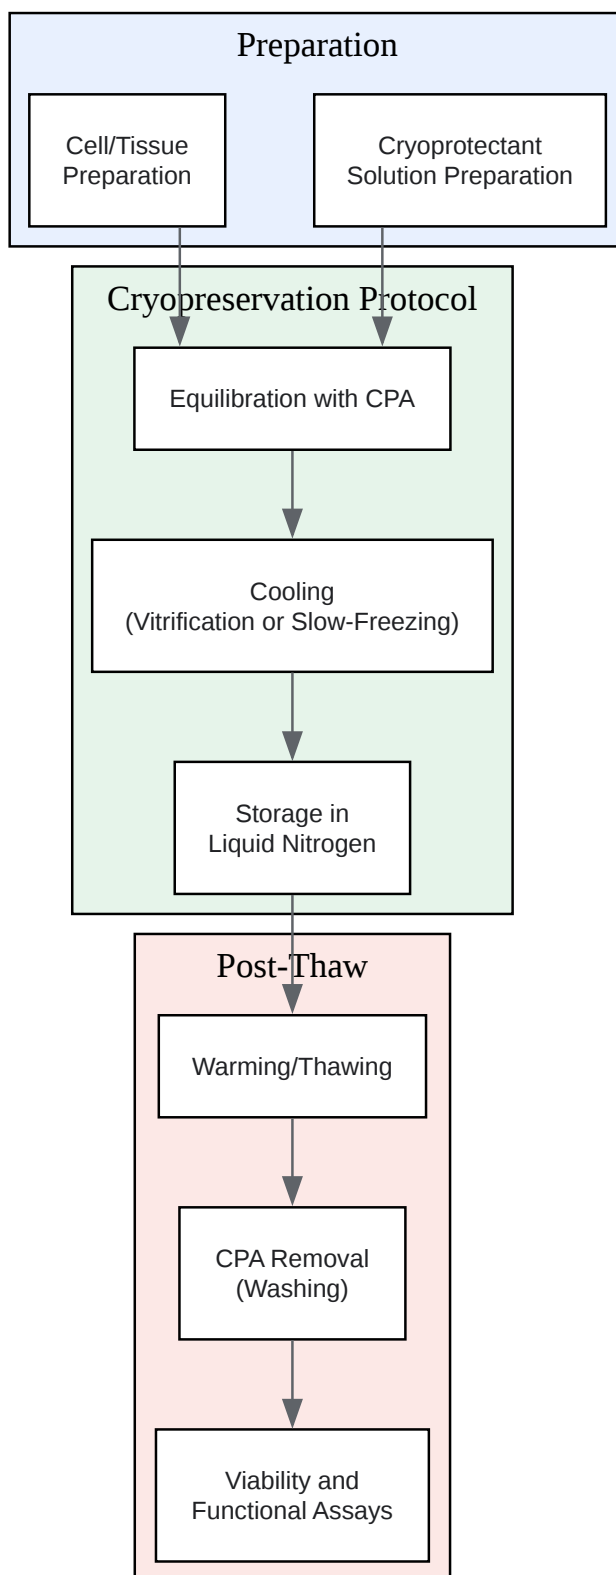 Preparation
Cell/Tissue
Preparation
Cryoprotectant
Solution Preparation
Cryopreservation Protocol
Equilibration with CPA
Cooling
(Vitrification or Slow-Freezing)
Storage in
Liquid Nitrogen
Post-Thaw
Warming/Thawing
CPA Removal
(Washing)
Viability and
Functional Assays